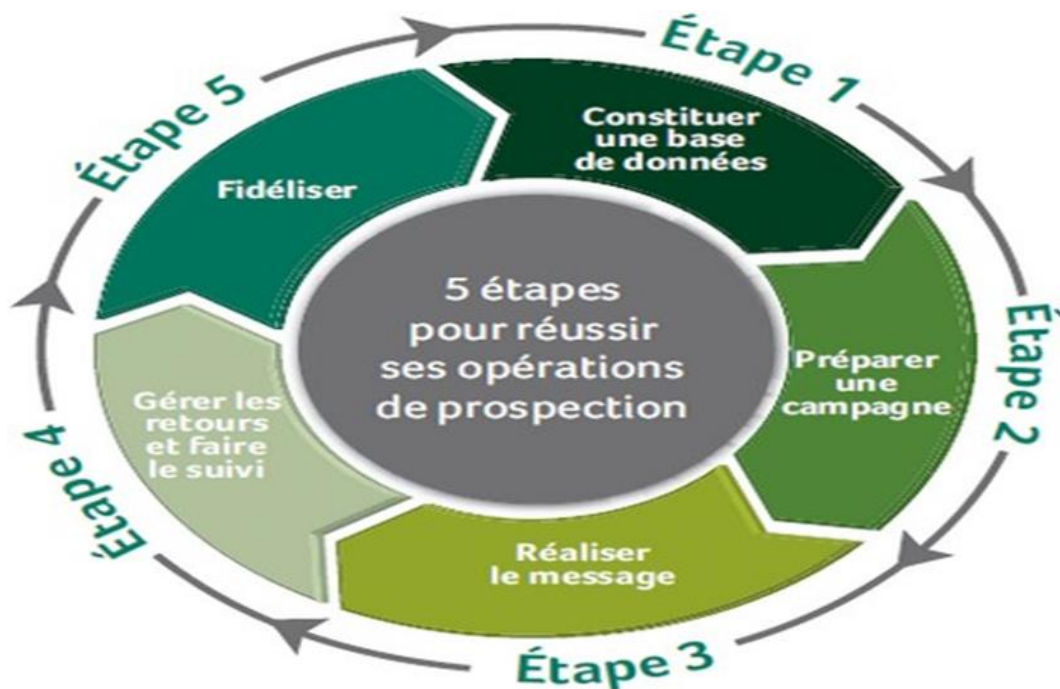 5 étapes
pour réussir
ses opérations
de prospection
Étape 1
Constituer
une base
de données
Étape 2
Préparer
une
campagne
Étape 3
Réaliser
le message
Étape 4
Gérer les
retours
et faire
le suivi
Étape 5
Fidéliser